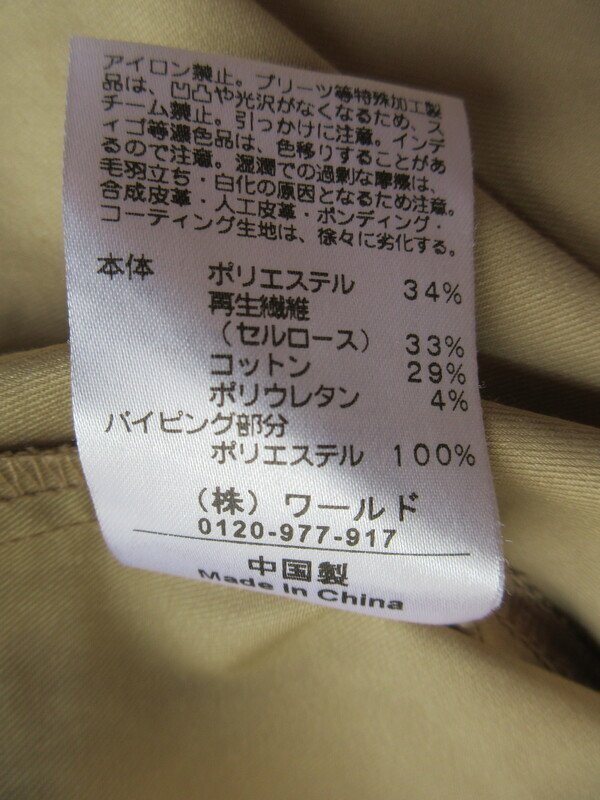 アイロン禁止。プリーツ等特殊加工製
品は、凹凸や光沢がなくなるため、ス
チーム禁止。引っかけに注意。インデ
ィゴ等濃色品は、色移りすることがあ
るので注意。湿潤での過剰な摩擦は、
毛羽立ち・白化の原因となるため注意。
合成皮革・人工皮革・ボンディング・
コーティング生地は、徐々に劣化する。
本体 ポリエステル 34%
再生繊維
(セルロース) 33%
コットン 29%
ポリウレタン 4%
パイピング部分
ポリエステル 100%
(株)ワールド
0120-977-917
中国製
Made in China